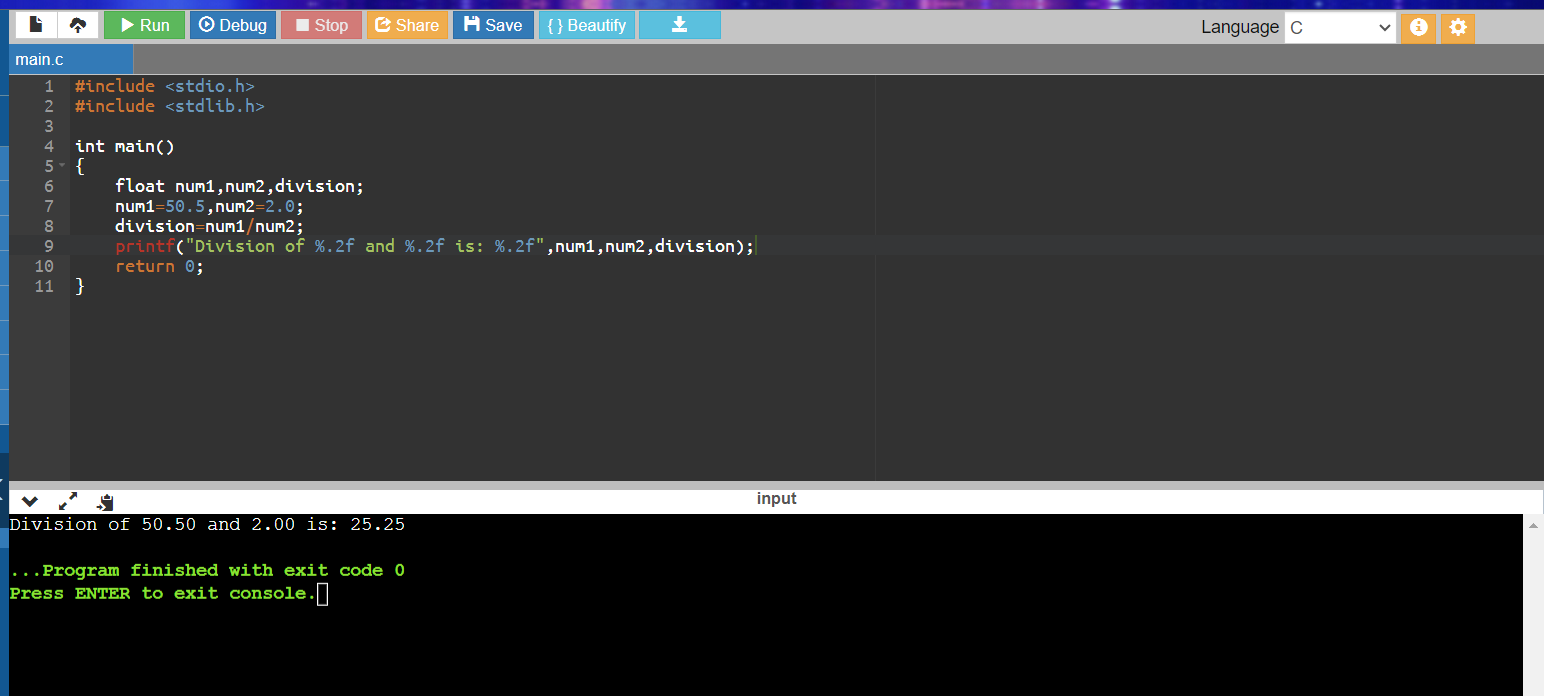 Run Debug Stop Share Save { } Beautify Language C
main.c
1 #include <stdio.h>
2 #include <stdlib.h>
3
4 int main()
5 {
6     float num1,num2,division;
7     num1=50.5,num2=2.0;
8     division=num1/num2;
9     printf("Division of %.2f and %.2f is: %.2f",num1,num2,division);
10     return 0;
11 }
input
Division of 50.50 and 2.00 is: 25.25
...Program finished with exit code 0
Press ENTER to exit console.